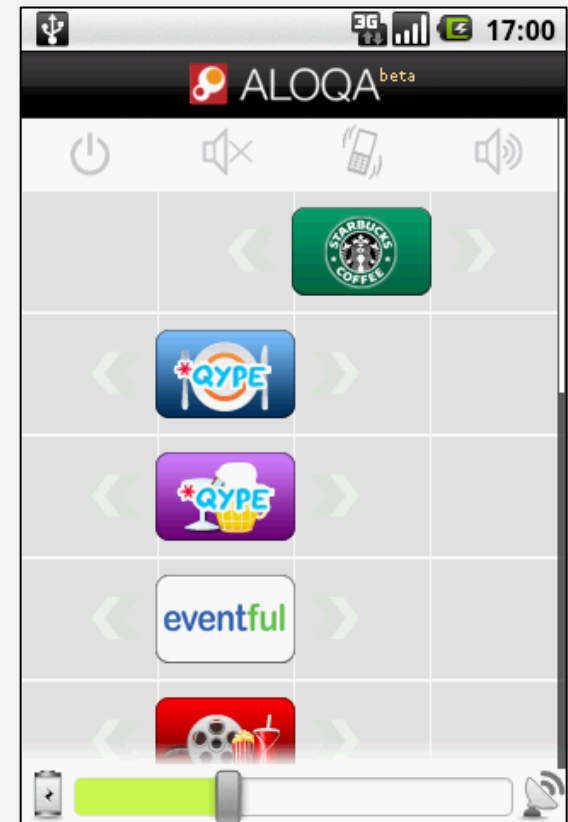 3G 17:00
ALOQA beta
STARBUCKS COFFEE
*QYPE
*QYPE
eventful